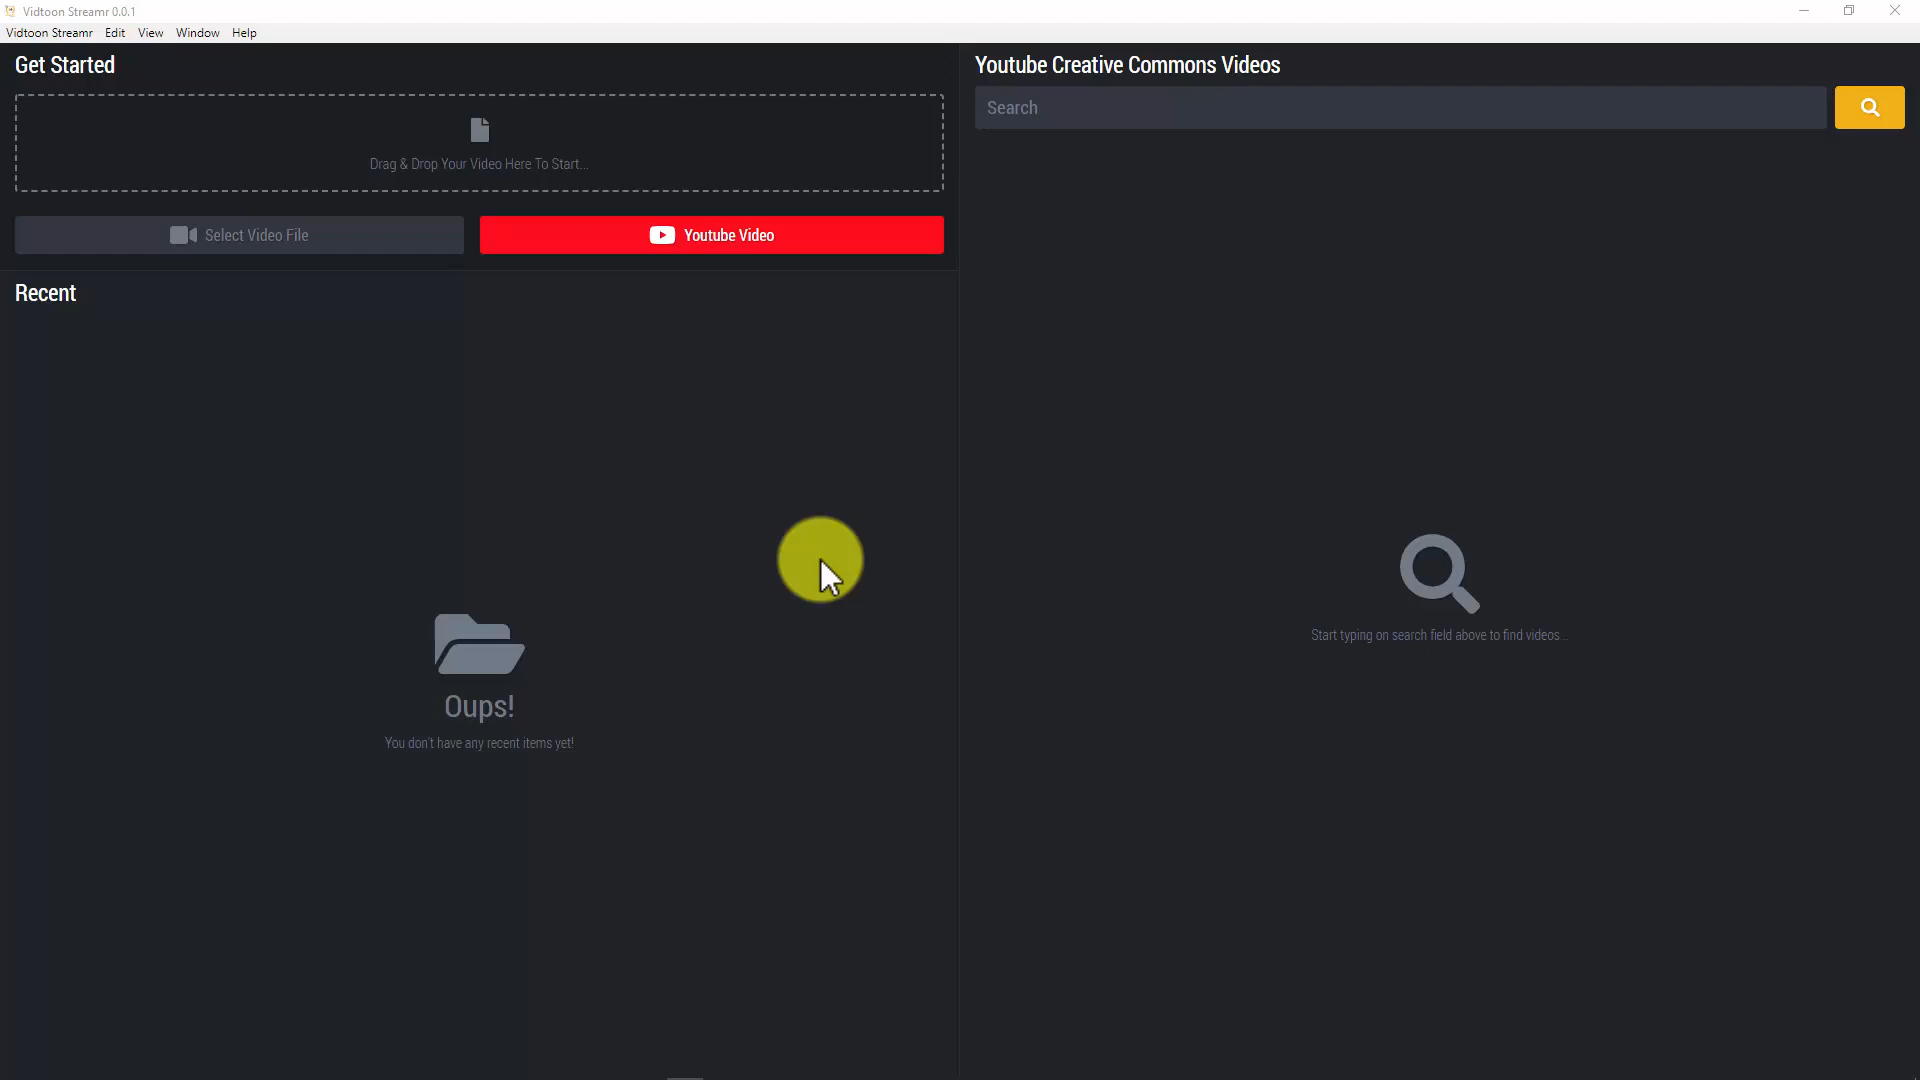 Vidtoon Streamr 0.0.1
Vidtoon Streamr Edit View Window Help
Get Started
Drag & Drop Your Video Here To Start...
Select Video File
Youtube Video
Recent
Oups!
You don't have any recent items yet!
Youtube Creative Commons Videos
Search
Start typing on search field above to find videos...